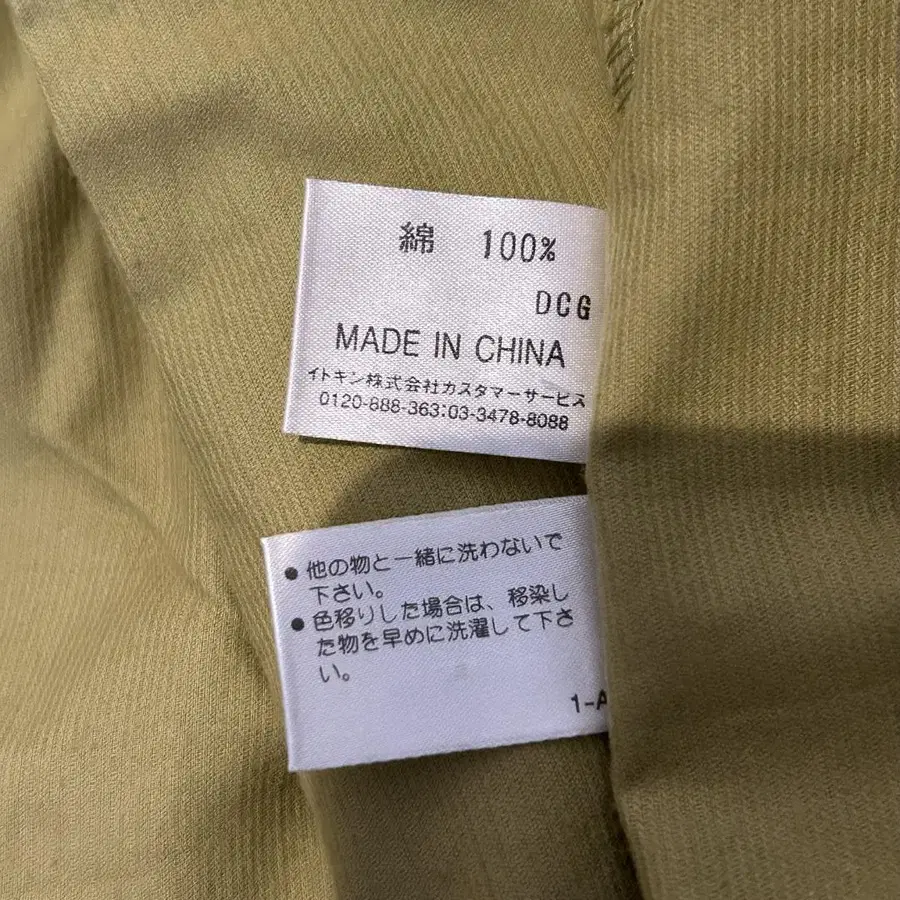 綿 100%
DCG
MADE IN CHINA
イトキン株式会社カスタマーサービス
0120-888-363:03-3478-8088
● 他の物と一緒に洗わないで
下さい。
● 色移りした場合は、移染し
た物を早めに洗濯して下さ
い。
1-A